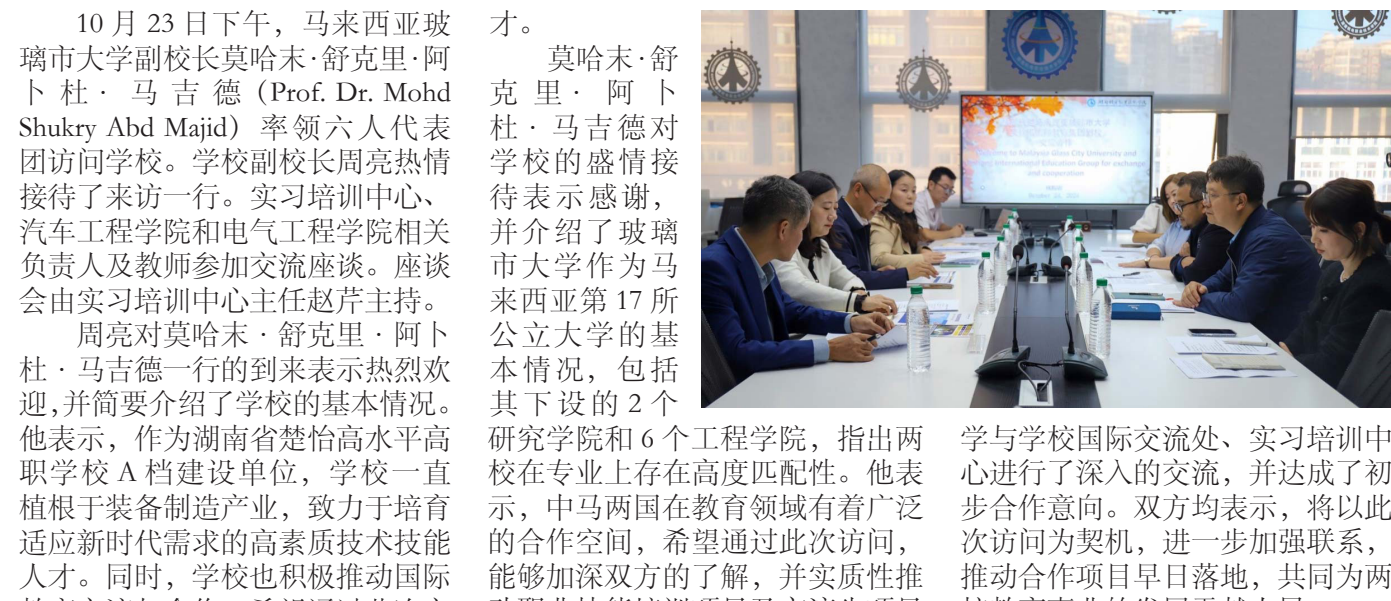 10 月 23 日下午，马来西亚玻
璃市大学副校长莫哈末·舒克里·阿
卜杜·马吉德（Prof. Dr. Mohd
Shukry Abd Majid）率领六人代表
团访问学校。学校副校长周亮热情
接待了来访一行。实习培训中心、
汽车工程学院和电气工程学院相关
负责人及教师参加交流座谈。座谈
会由实习培训中心主任赵芹主持。
周亮对莫哈末·舒克里·阿卜
杜·马吉德一行的到来表示热烈欢
迎，并简要介绍了学校的基本情况。
他表示，作为湖南省楚怡高水平高
职学校 A 档建设单位，学校一直
植根于装备制造产业，致力于培育
适应新时代需求的高素质技术技能
人才。同时，学校也积极推动国际
才。
莫哈末·舒
克里·阿卜
杜·马吉德对
学校的盛情接
待表示感谢，
并介绍了玻璃
市大学作为马
来西亚第 17 所
公立大学的基
本情况，包括
其下设的 2 个
研究学院和 6 个工程学院，指出两
校在专业上存在高度匹配性。他表
示，中马两国在教育领域有着广泛
的合作空间，希望通过此次访问，
能够加深双方的了解，并实质性推
Glass City University and
International Education Group for exchange
and cooperation
学与学校国际交流处、实习培训中
心进行了深入的交流，并达成了初
步合作意向。双方均表示，将以此
次访问为契机，进一步加强联系，
推动合作项目早日落地，共同为两